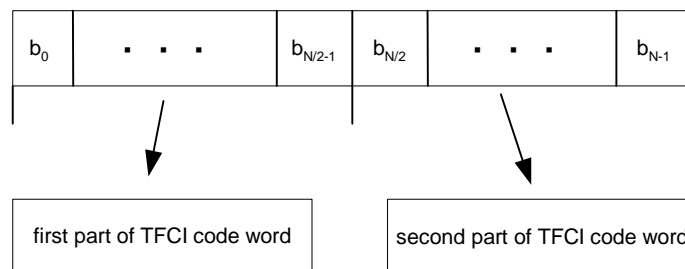 b0 . . . bN/2-1 bN/2 . . . bN-1
first part of TFCI code word second part of TFCI code word